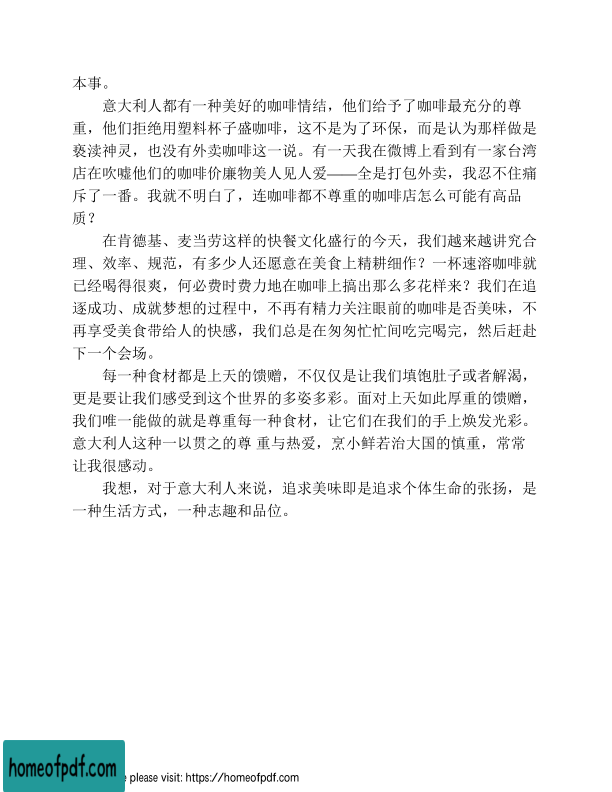 本事。
意大利人都有一种美好的咖啡情结，他们给予了咖啡最充分的尊
重，他们拒绝用塑料杯子盛咖啡，这不是为了环保，而是认为那样做是
亵渎神灵，也没有外卖咖啡这一说。有一天我在微博上看到有一家台湾
店在吹嘘他们的咖啡价廉物美人见人爱——全是打包外卖，我忍不住痛
斥了一番。我就不明白了，连咖啡都不尊重的咖啡店怎么可能有高品
质？
在肯德基、麦当劳这样的快餐文化盛行的今天，我们越来越讲究合
理、效率、规范，有多少人还愿意在美食上精耕细作？一杯速溶咖啡就
已经喝得很爽，何必费时费力地在咖啡上搞出那么多花样来？我们在追
逐成功、成就梦想的过程中，不再有精力关注眼前的咖啡是否美味，不
再享受美食带给人的快感，我们总是在匆匆忙忙间吃完喝完，然后赶赴
下一个会场。
每一种食材都是上天的馈赠，不仅仅是让我们填饱肚子或者解渴，
更是要让我们感受到这个世界的多姿多彩。面对上天如此厚重的馈赠，
我们唯一能做的就是尊重每一种食材，让它们在我们的手上焕发光彩。
意大利人这种一以贯之的尊 重与热爱，烹小鲜若治大国的慎重，常常
让我很感动。
我想，对于意大利人来说，追求美味即是追求个体生命的张扬，是
一种生活方式，一种志趣和品位。
homeofpdf.com
e please visit: https://homeofpdf.com